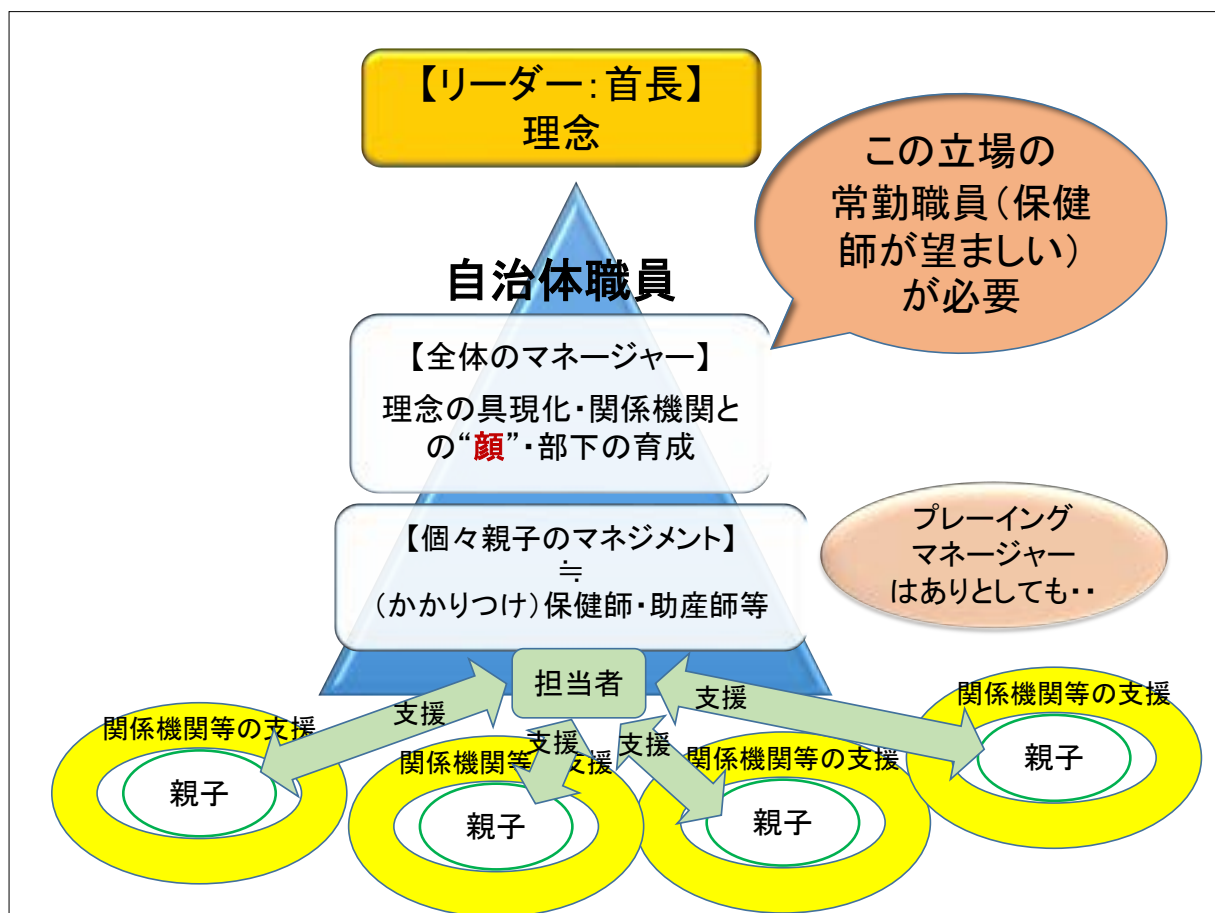 【リーダー：首長】
理念
この立場の
常勤職員（保健
師が望ましい）
が必要
自治体職員
【全体のマネージャー】
理念の具現化・関係機関と
の“顔”・部下の育成
【個々親子のマネジメント】
≒
（かかりつけ）保健師・助産師等
プレーイング
マネージャー
はありとしても・・
担当者
支援
支援
支援
支援
関係機関等の支援
親子
関係機関等の支援
親子
関係機関等の支援
親子
関係機関等の支援
親子